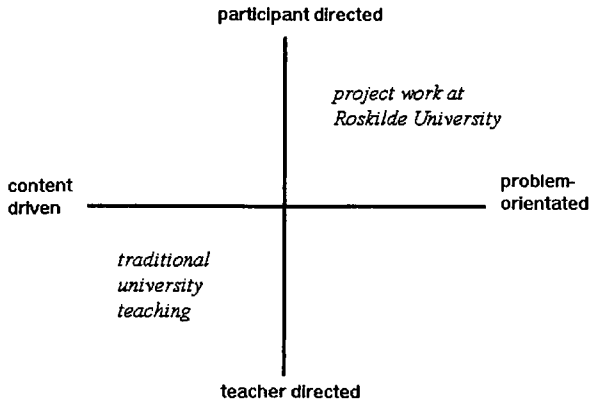 participant directed
project work at
Roskilde University
content
driven
problem-
orientated
traditional
university
teaching
teacher directed